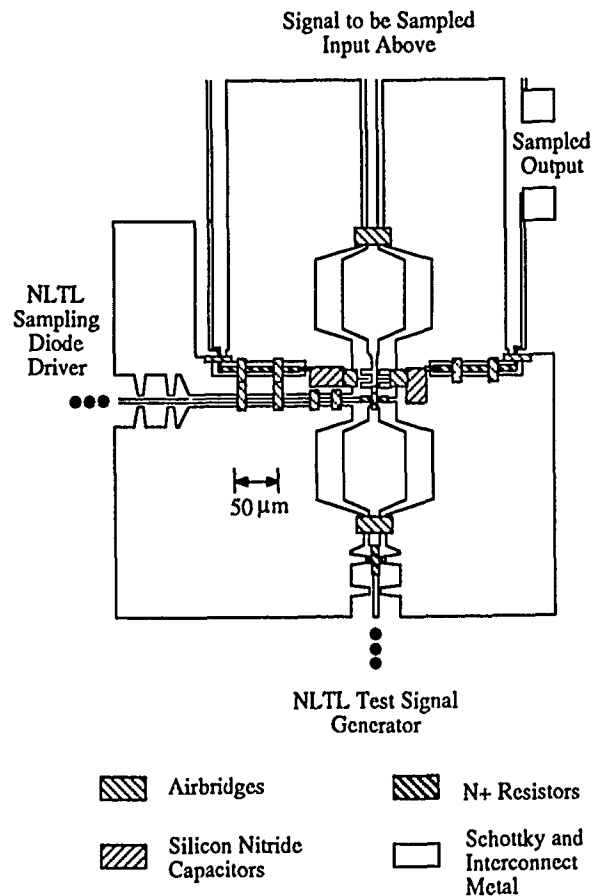 Signal to be Sampled
Input Above
Sampled
Output
NLTL
Sampling
Diode
Driver
50 μm
NLTL Test Signal
Generator
Airbridges
N+ Resistors
Silicon Nitride
Capacitors
Schottky and
Interconnect
Metal